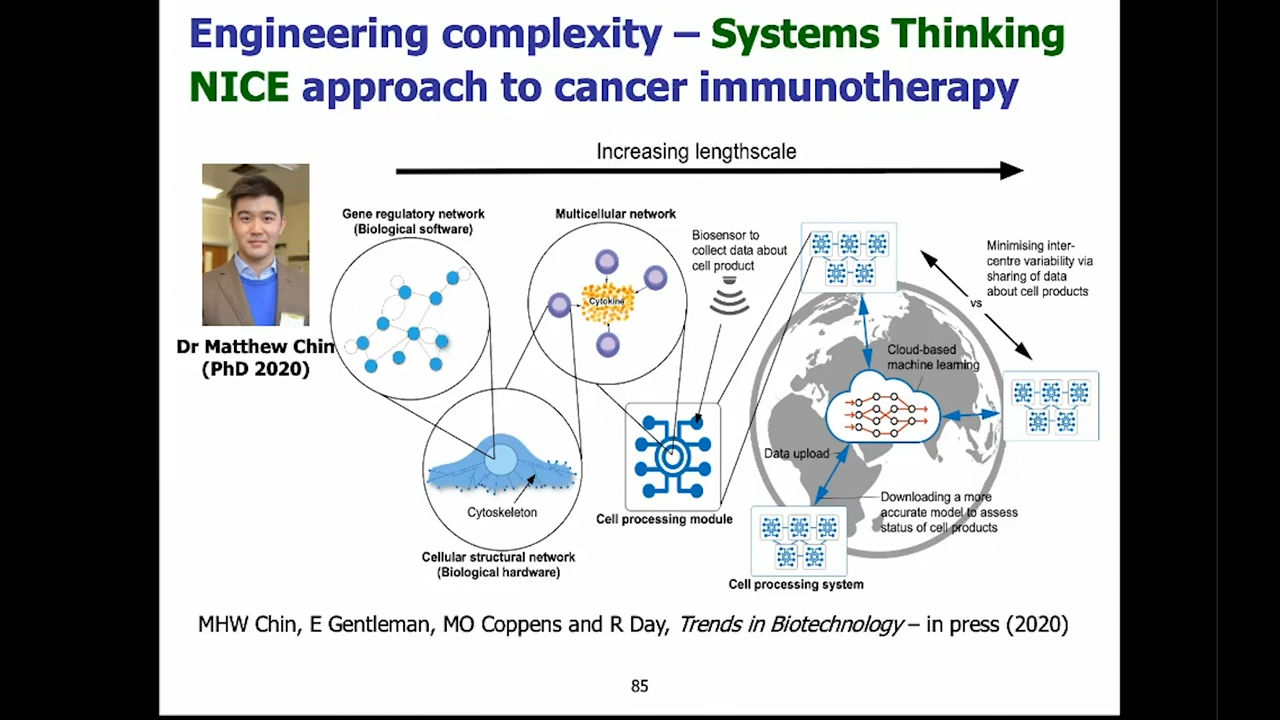 Engineering complexity – Systems Thinking
NICE approach to cancer immunotherapy
Increasing lengthscale
Dr Matthew Chin
(PhD 2020)
Gene regulatory network
(Biological software)
Multicellular network
Cytokine
Biosensor to
collect data about
cell product
Minimising inter-
centre variability via
sharing of data
about cell products
vs
Cloud-based
machine learning
Data upload
Downloading a more
accurate model to assess
status of cell products
Cytoskeleton
Cellular structural network
(Biological hardware)
Cell processing module
Cell processing system
MHW Chin, E Gentleman, MO Coppens and R Day, Trends in Biotechnology – in press (2020)
85